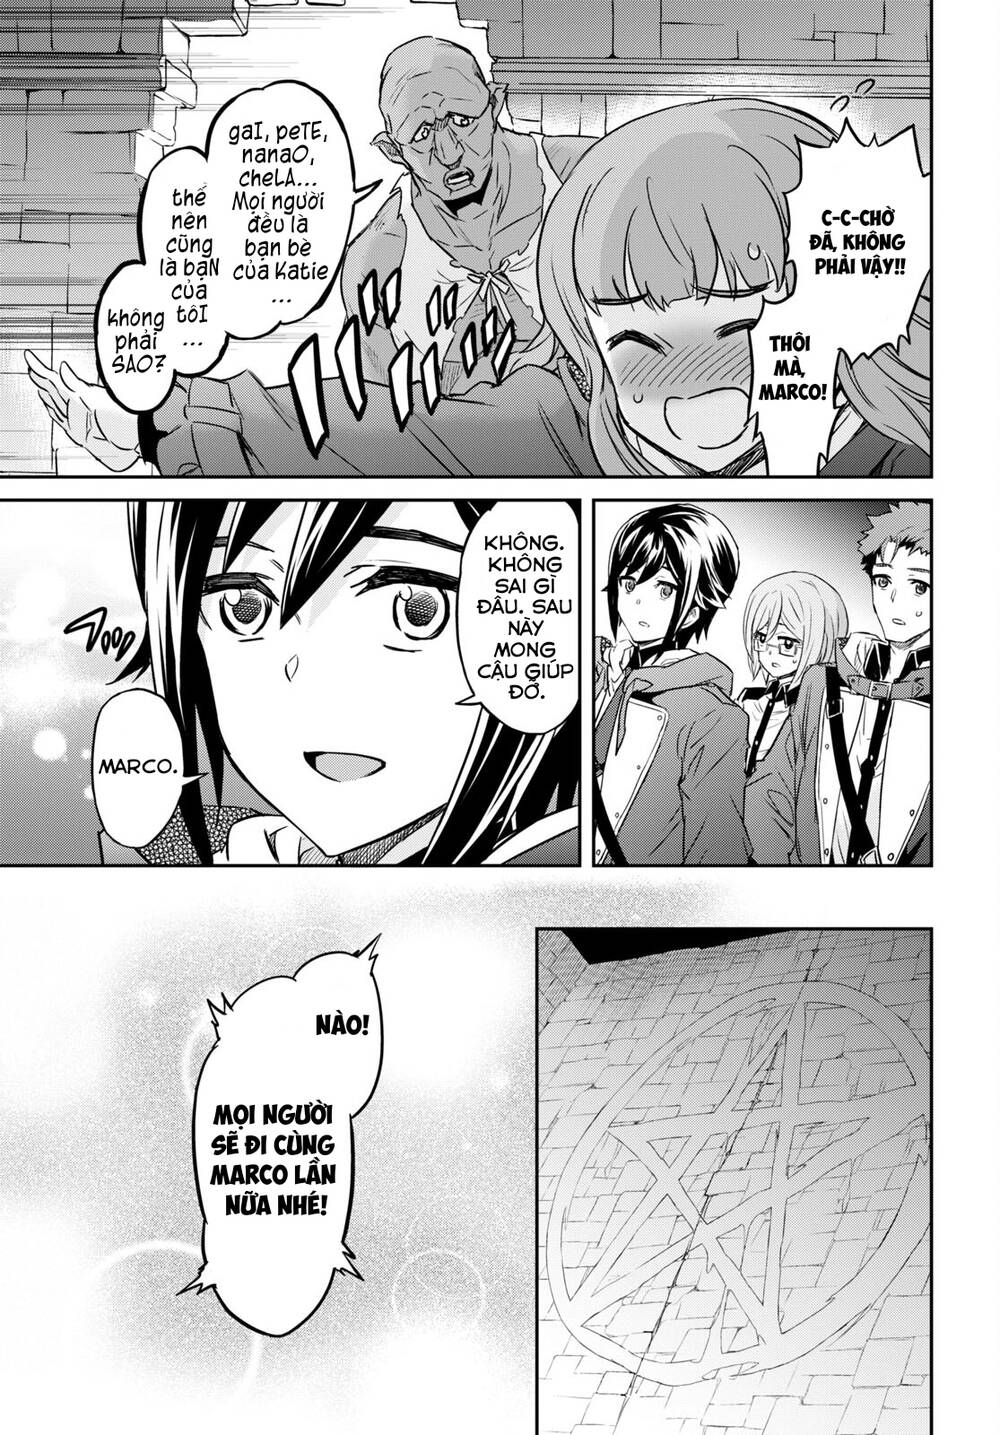 C-C-CHỜ
ĐÃ, KHÔNG
PHẢI VẬY!!
THÔI
MÀ,
MARCO!
gaI, peTE,
nanaO,
cheLA...
Mọi người
đều là
bạn bè
của Katie
...
thế
nên
cũng
là bạN
của
tôI
...
không
phải
SAO?
KHÔNG.
KHÔNG
SAI GÌ
ĐÂU. SAU
NÀY
MONG
CẬU GIÚP
ĐỠ.
MARCO.
NÀO!
MỌI NGƯỜI
SẼ ĐI CÙNG
MARCO LẦN
NỮA NHÉ!